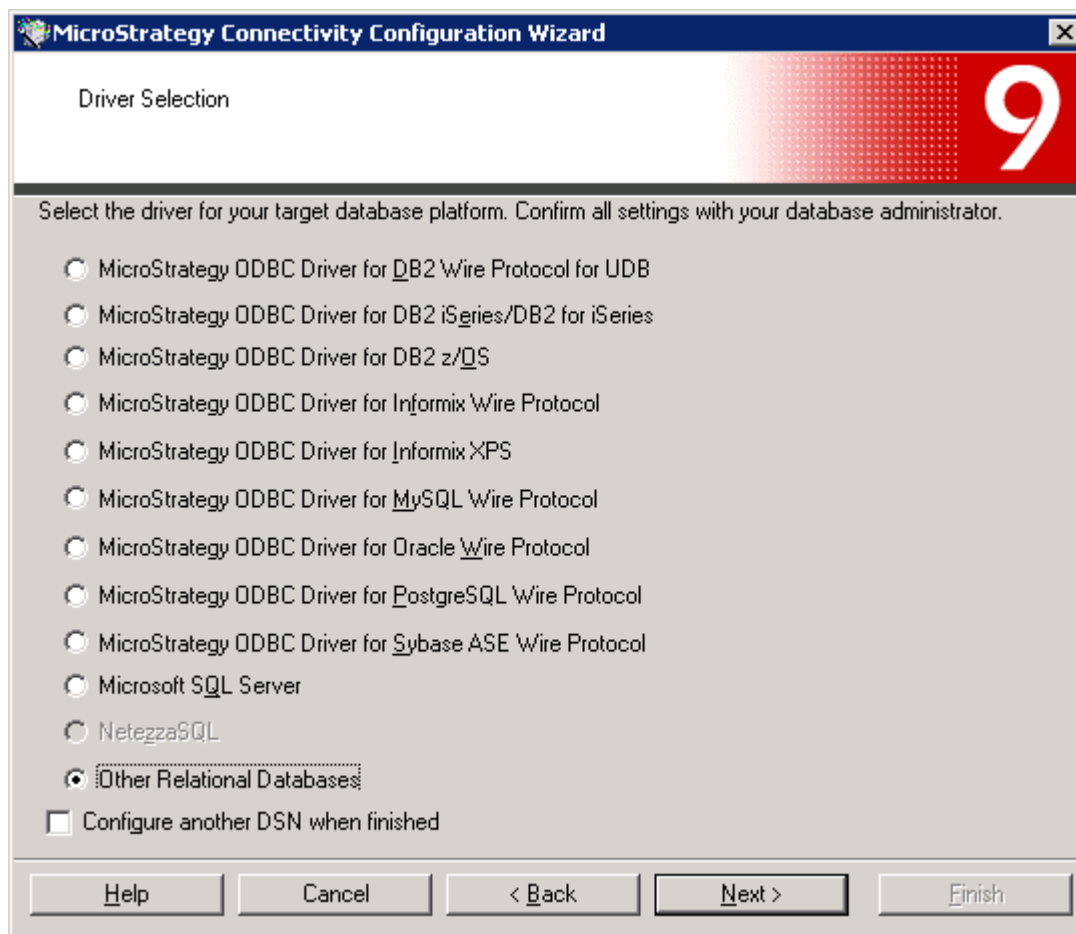 MicroStrategy Connectivity Configuration Wizard
Driver Selection
9
Select the driver for your target database platform. Confirm all settings with your database administrator.
MicroStrategy ODBC Driver for DB2 Wire Protocol for UDB
MicroStrategy ODBC Driver for DB2 iSeries/DB2 for iSeries
MicroStrategy ODBC Driver for DB2 z/OS
MicroStrategy ODBC Driver for Informix Wire Protocol
MicroStrategy ODBC Driver for Informix XPS
MicroStrategy ODBC Driver for MySQL Wire Protocol
MicroStrategy ODBC Driver for Oracle Wire Protocol
MicroStrategy ODBC Driver for PostgreSQL Wire Protocol
MicroStrategy ODBC Driver for Sybase ASE Wire Protocol
Microsoft SQL Server
NetezzaSQL
Other Relational Databases
Configure another DSN when finished
Help Cancel < Back Next > Finish